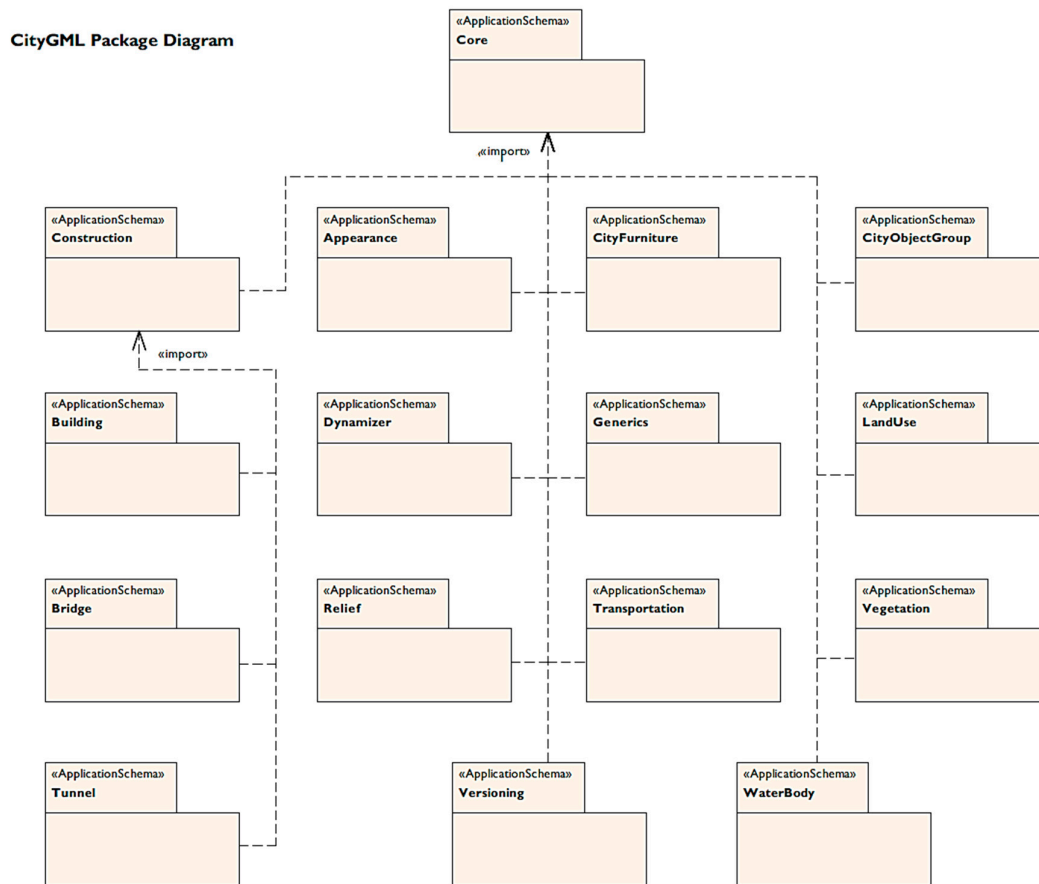 CityGML Package Diagram
«ApplicationSchema»
Core
«import»
«ApplicationSchema»
Construction
«ApplicationSchema»
Appearance
«ApplicationSchema»
CityFurniture
«ApplicationSchema»
CityObjectGroup
«import»
«ApplicationSchema»
Building
«ApplicationSchema»
Dynamizer
«ApplicationSchema»
Generics
«ApplicationSchema»
LandUse
«ApplicationSchema»
Bridge
«ApplicationSchema»
Relief
«ApplicationSchema»
Transportation
«ApplicationSchema»
Vegetation
«ApplicationSchema»
Tunnel
«ApplicationSchema»
Versioning
«ApplicationSchema»
WaterBody